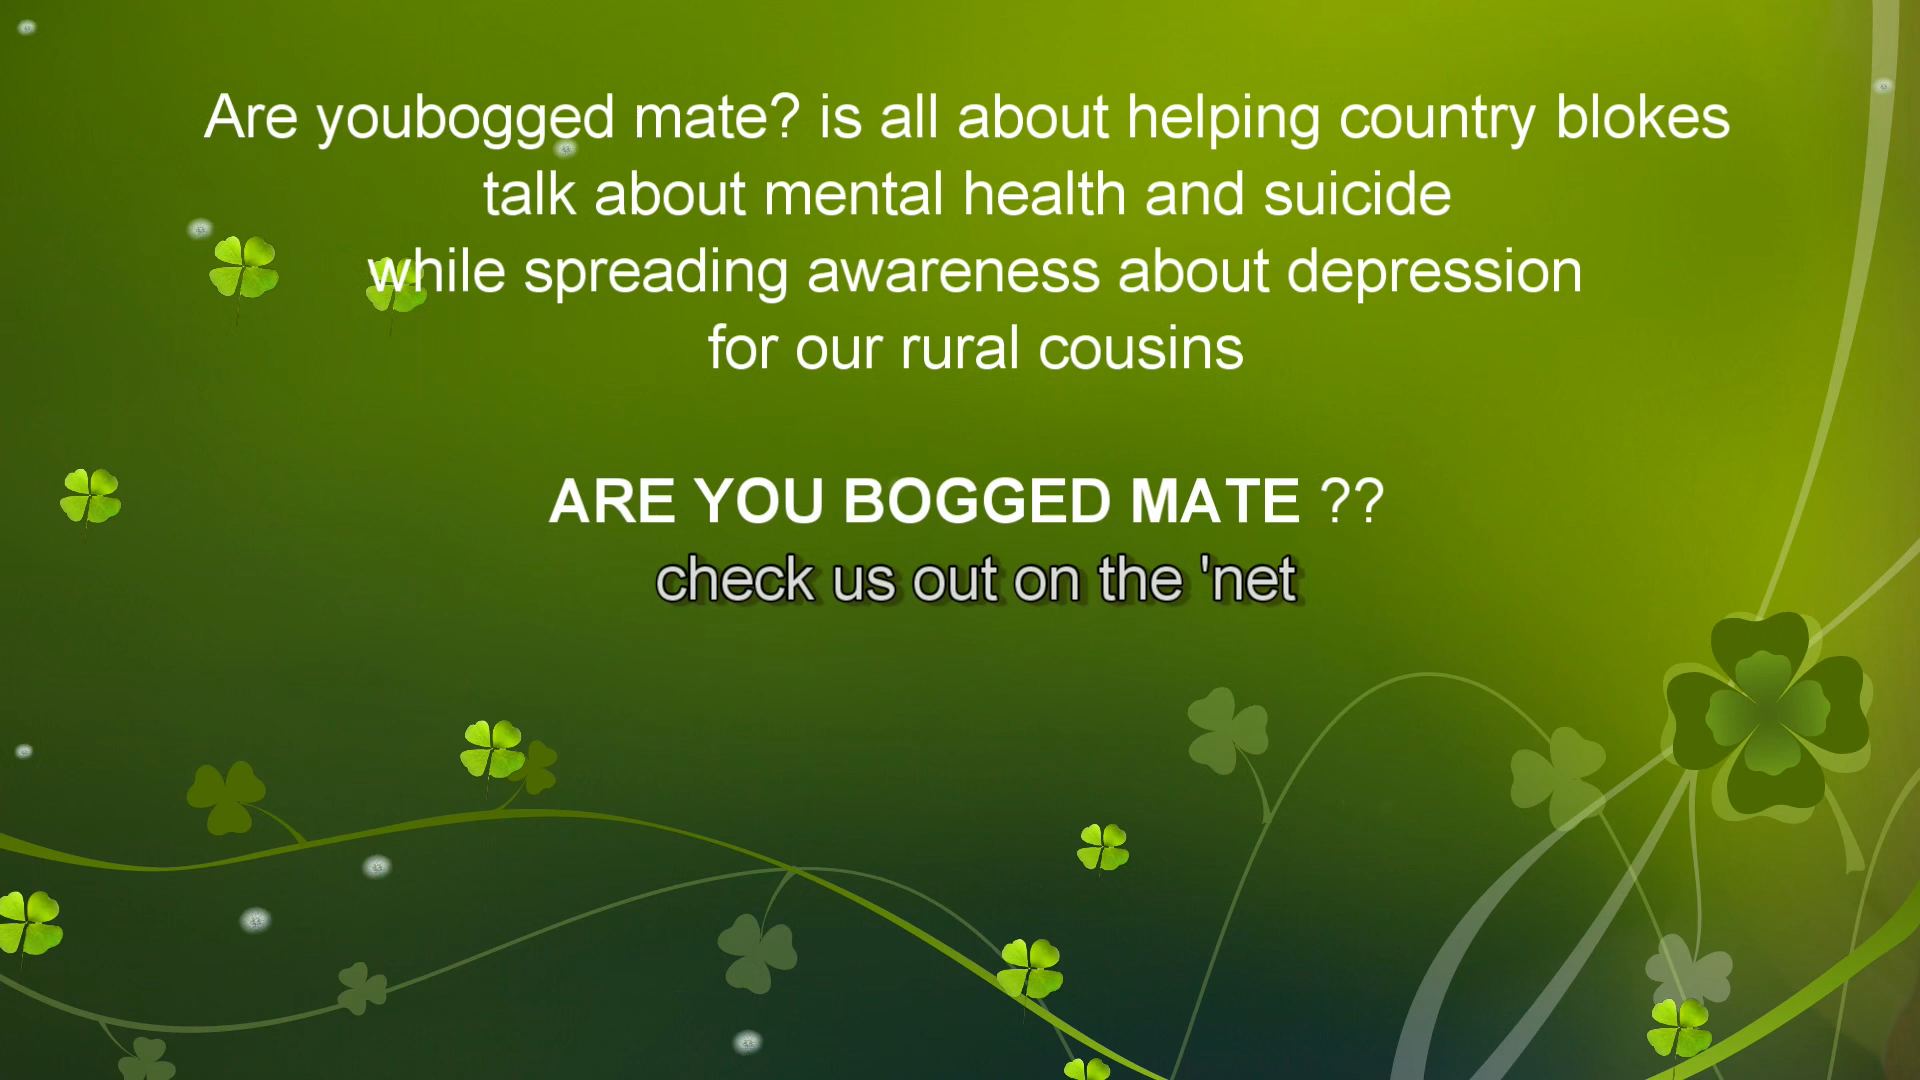 Are youbogged mate? is all about helping country blokes
talk about mental health and suicide
while spreading awareness about depression
for our rural cousins
ARE YOU BOGGED MATE ??
check us out on the 'net